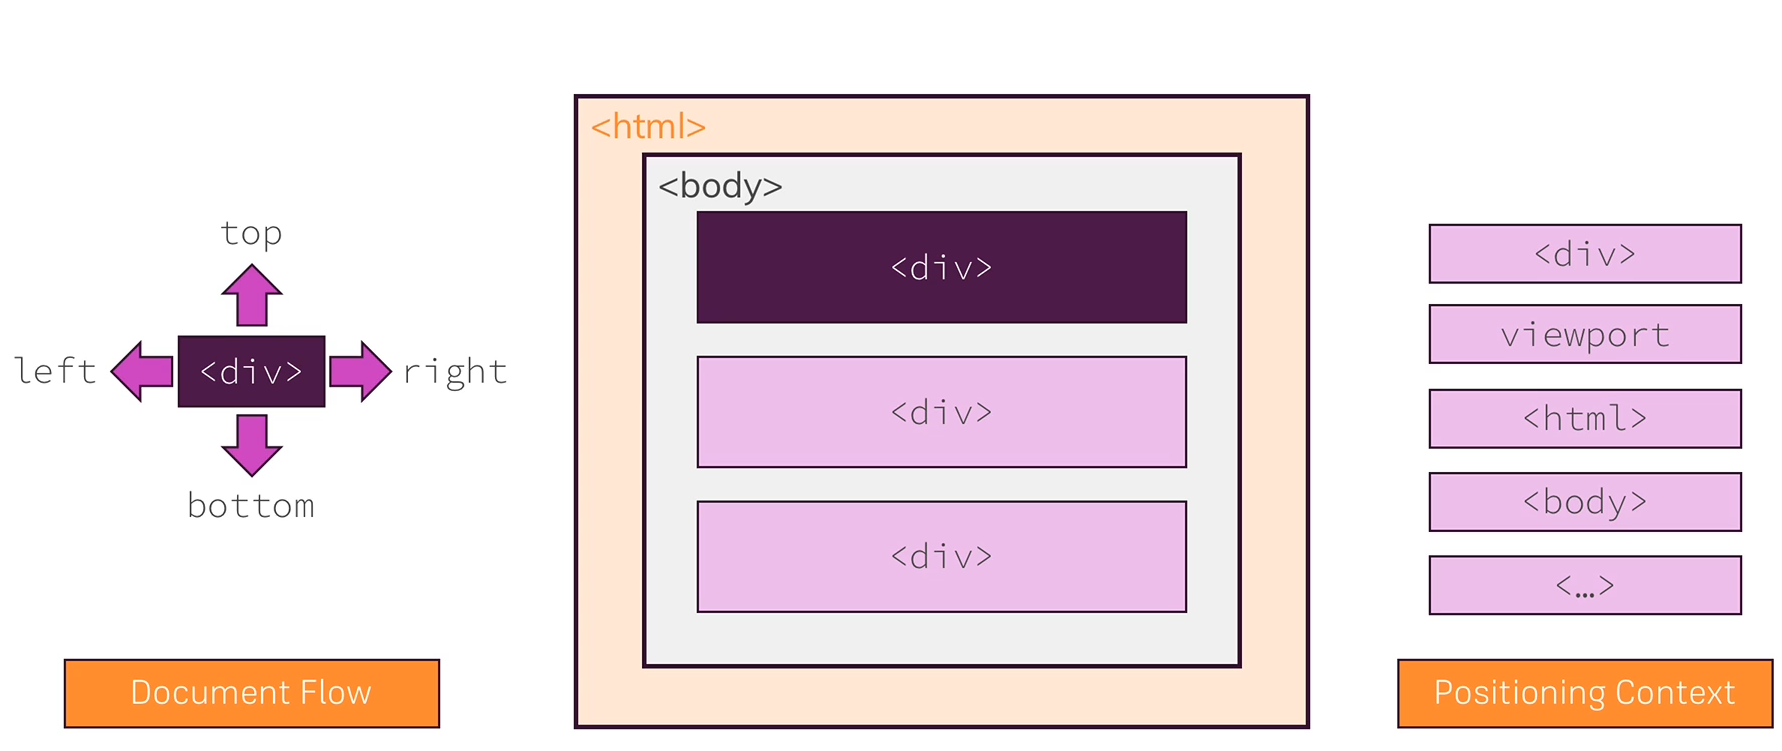 top
left
<div>
right
bottom
Document Flow
<html>
<body>
<div>
<div>
<div>
<div>
viewport
<html>
<body>
<…>
Positioning Context